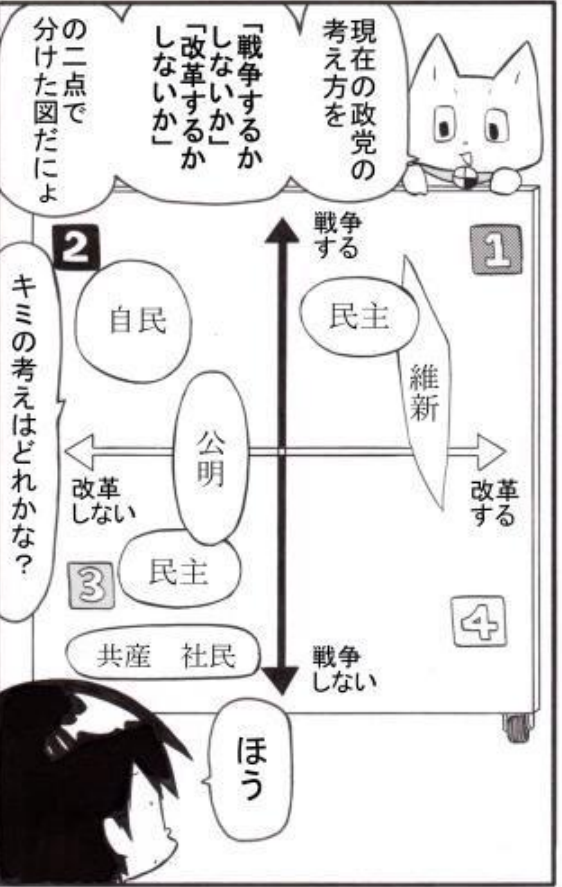 現在の政党の
考え方を
「戦争するか
しないか」
「改革するか
しないか」
の二点で
分けた図だにょ
1
戦争
する
2
民主
維新
自民
公明
改革
する
改革
しない
3
民主
4
共産 社民
戦争
しない
キミの考えはどれかな？
ほう